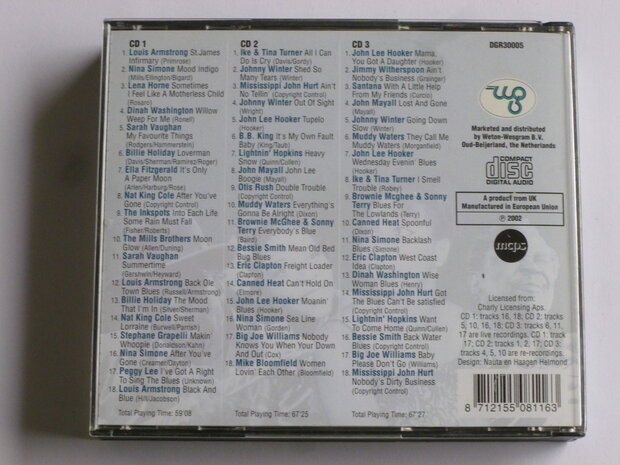 CD 1
1. Louis Armstrong St.James
Infirmary (Primrose)
2. Nina Simone Mood Indigo
(Mills/Ellington/Bigard)
3. Lena Horne Sometimes
I Feel Like A Motherless Child
(Rosaro)
4. Dinah Washington Willow
Weep For Me (Ronell)
5. Sarah Vaughan
My Favourite Things
(Rodgers/Hammerstein)
6. Billie Holiday Loverman
(Davis/Sherman/Ramirez/Roger)
7. Ella Fitzgerald It's Only
A Paper Moon
(Arlen/Harburg/Rose)
8. Nat King Cole After You've
Gone (Copyright Control)
9. The Inkspots Into Each Life
Some Rain Must Fall
(Fisher/Roberts)
10. The Mills Brothers Moon
Glow (Allen/Duning)
11. Sarah Vaughan
Summertime
(Gershwin/Heyward)
12. Louis Armstrong Back Ole
Town Blues (Russell/Armstrong)
13. Billie Holiday The Mood
That I'm In (Silver/Sherman)
14. Nat King Cole Sweet
Lorraine (Burwell/Parrish)
15. Stephane Grapelli Makin'
Whoopie (Donaldson/Kahn)
16. Nina Simone After You've
Gone (Creamer/Dayton)
17. Peggy Lee I've Got A Right
To Sing The Blues (Unknown)
18. Louis Armstrong Black And
Blue (Hill/Jacobson)
Total Playing Time: 59'08
CD 2
1. Ike & Tina Turner All I Can
Do Is Cry (Davis/Gordy)
2. Johnny Winter Shed So
Many Tears (Winter)
3. Mississippi John Hurt Ain't
No Tellin' (Copyright Control)
4. Johnny Winter Out Of Sight
(Wright)
5. John Lee Hooker Tupelo
(Hooker)
6. B.B. King It's My Own Fault
Baby (King/Taub)
7. Lightnin' Hopkins Heavy
Snow (Quinn/Cullen)
8. John Mayall John Lee
Boogie (Mayall)
9. Otis Rush Double Trouble
(Copyright Control)
10. Muddy Waters Everything's
Gonna Be Alright (Dixon)
11. Brownie McGhee & Sonny
Terry Everybody's Blue
(Baird)
12. Bessie Smith Mean Old Bed
Bug Blues
13. Eric Clapton Freight Loader
(Clapton)
14. Canned Heat Can't Hold On
(Elmore)
15. John Lee Hooker Moanin'
Blues (Hooker)
16. Nina Simone Sea Line
Woman (Gorden)
17. Big Joe Williams Nobody
Knows You When Your Down
And Out (Cox)
18. Mike Bloomfield Women
Lovin' Each Other (Bloomfield)
Total Playing Time: 67'25
CD 3
1. John Lee Hooker Mama,
You Got A Daughter (Hooker)
2. Jimmy Witherspoon Ain't
Nobody's Business (Grainger)
3. Santana With A Little Help
From My Friends (Curcio)
4. John Mayall Lost And Gone
(Mayall)
5. Johnny Winter Going Down
Slow (Winter)
6. Muddy Waters They Call Me
Muddy Waters (Morganfield)
7. John Lee Hooker
Wednesday Evenin' Blues
(Hooker)
8. Ike & Tina Turner I Smell
Trouble (Robey)
9. Brownie Mcghee & Sonny
Terry Blues For
The Lowlands (Terry)
10. Canned Heat Spoonful
(Dixon)
11. Nina Simone Backlash
Blues (Simone)
12. Eric Clapton West Coast
Idea (Clapton)
13. Dinah Washington Wise
Woman Blues (Henry)
14. Mississippi John Hurt Got
The Blues Can't Be Satisfied
(Copyright Control)
15. Lightnin' Hopkins Want
To Come Home (Quinn/Cullen)
16. Bessie Smith Back Water
Blues (Copyright Control)
17. Big Joe Williams Baby
Please Don't Go (Williams)
18. Mississippi John Hurt
Nobody's Dirty Business
(Copyright Control)
Total Playing Time: 67'27
DGR30005
Marketed and distributed
by Weton-Wesgram B.V.
Oud-Beijerland, the Netherlands
COMPACT
disc
DIGITAL AUDIO
A product from UK
Manufactured in European Union
℗ 2002
mcps
Licensed from:
Charly Licensing Aps.
CD 1: tracks 16, 18; CD 2: tracks
5, 10, 16, 18; CD 3: tracks 6, 11,
17 are live recordings. CD 1: track
17; CD 2: tracks 1, 2, 17; CD 3:
tracks 4, 5, 10 are re-recordings.
Design: Nauta en Haagen Helmond
8 712155 081163